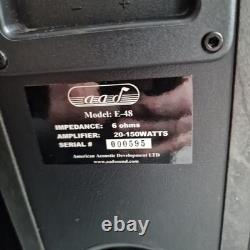 aad
Model: E-48
IMPEDANCE: 6 ohms
AMPLIFIER: 20-150WATTS
SERIAL # 000595
American Acoustic Development LTD
www.aadsound.com